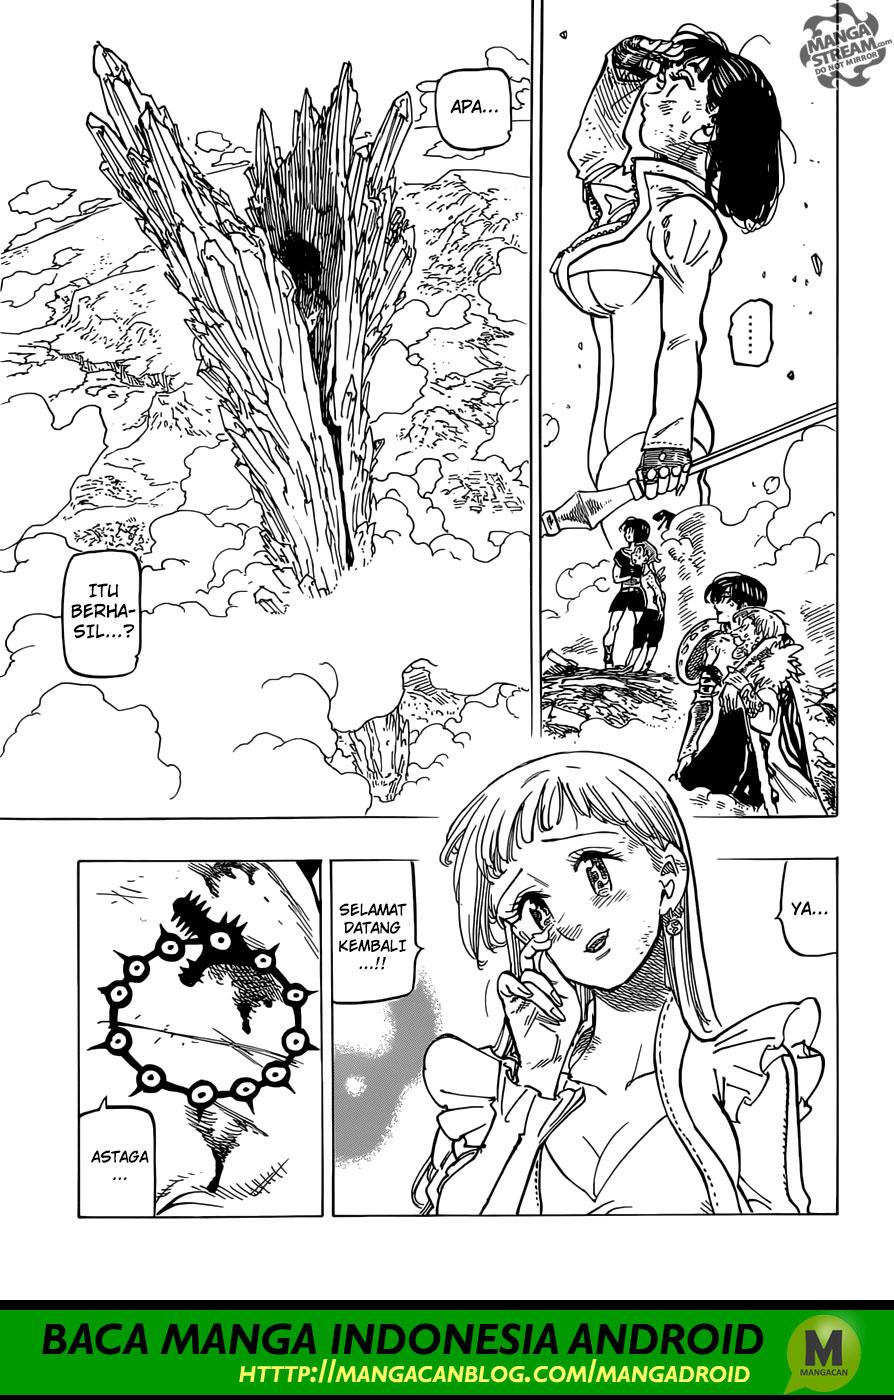 MANGA
STREAM.com
DO NOT MIRROR
.......
APA...
ITU
BERHA-
SIL...?
YA...
SELAMAT
DATANG
KEMBALI
...!!
ASTAGA
...
BACA MANGA INDONESIA ANDROID
HTTTP://MANGACANBLOG.COM/MANGADROID
M
MANGACAN